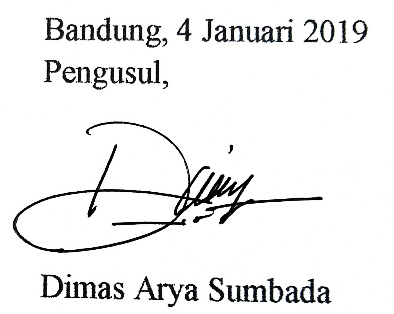 Bandung, 4 Januari 2019
Pengusul,
Dimas Arya Sumbada